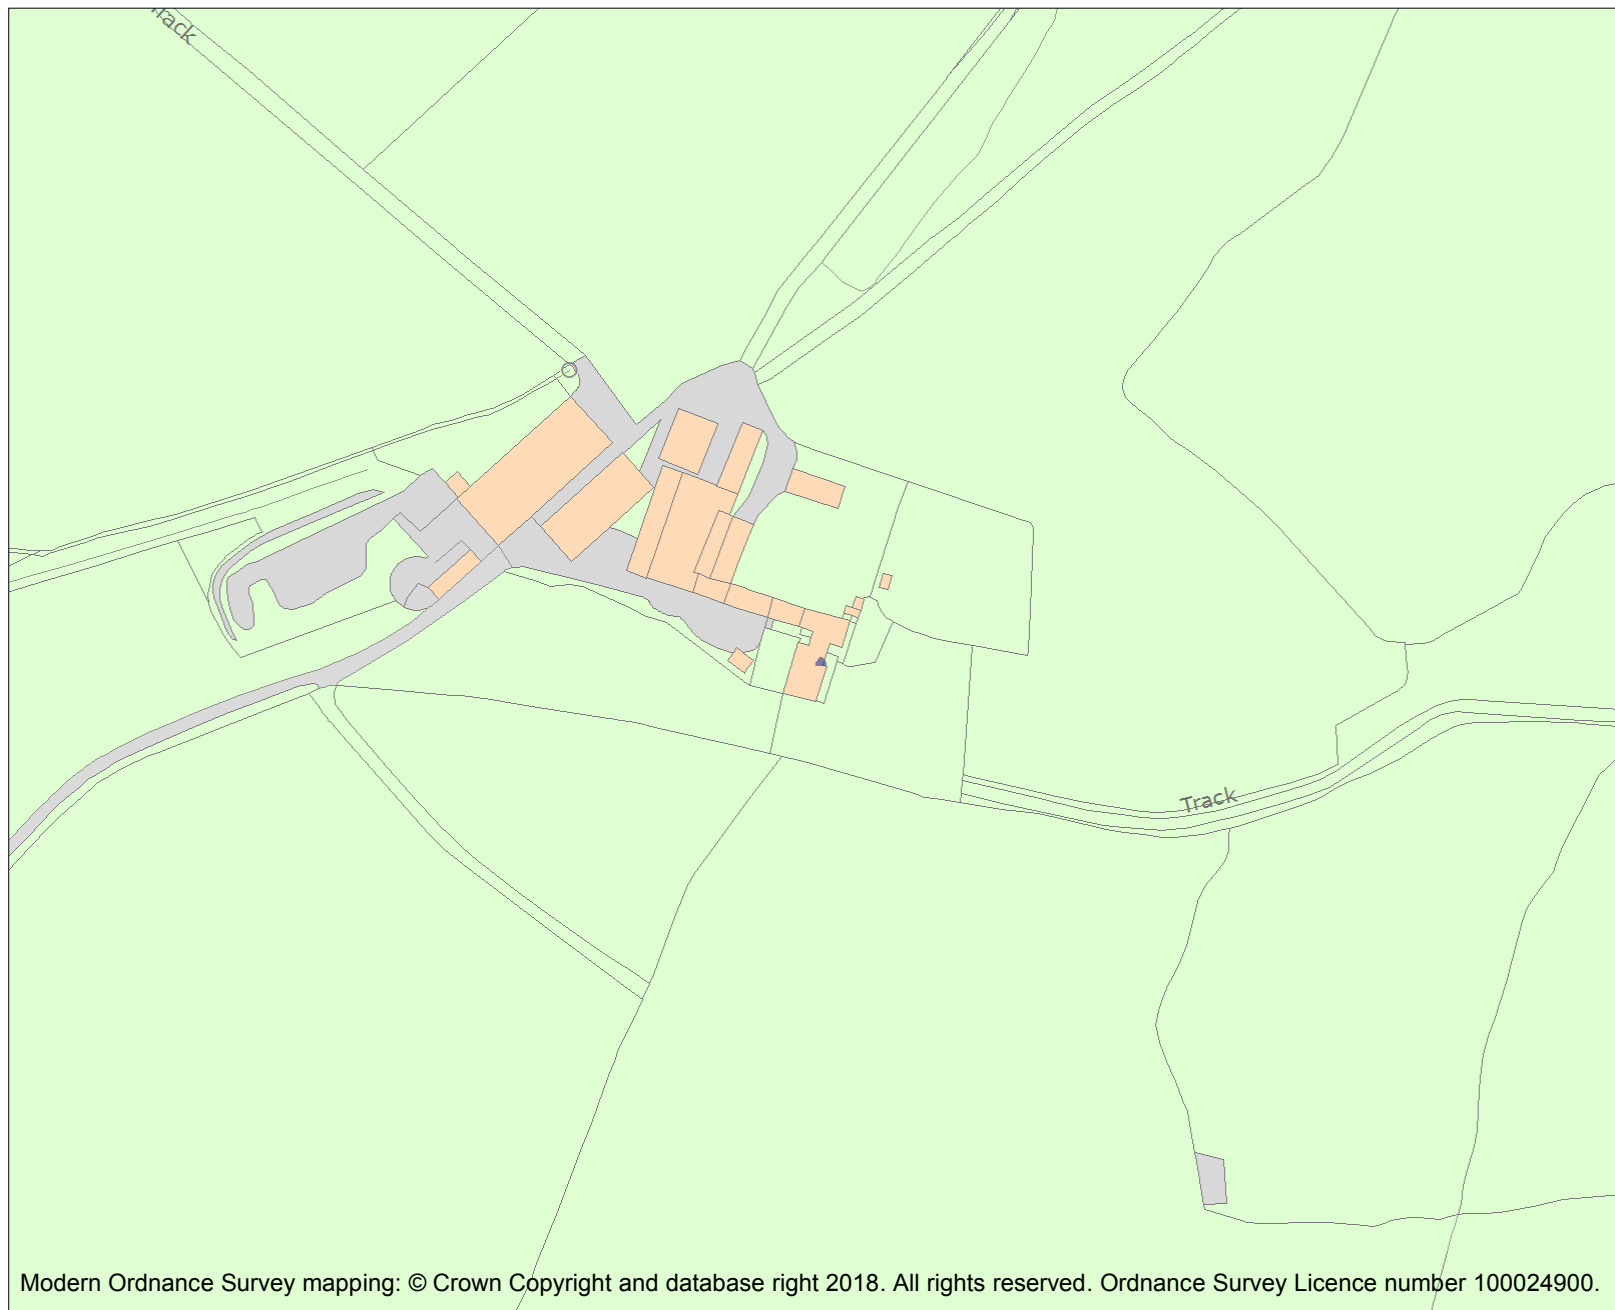 Track
Track
Modern Ordnance Survey mapping: © Crown Copyright and database right 2018. All rights reserved. Ordnance Survey Licence number 100024900.